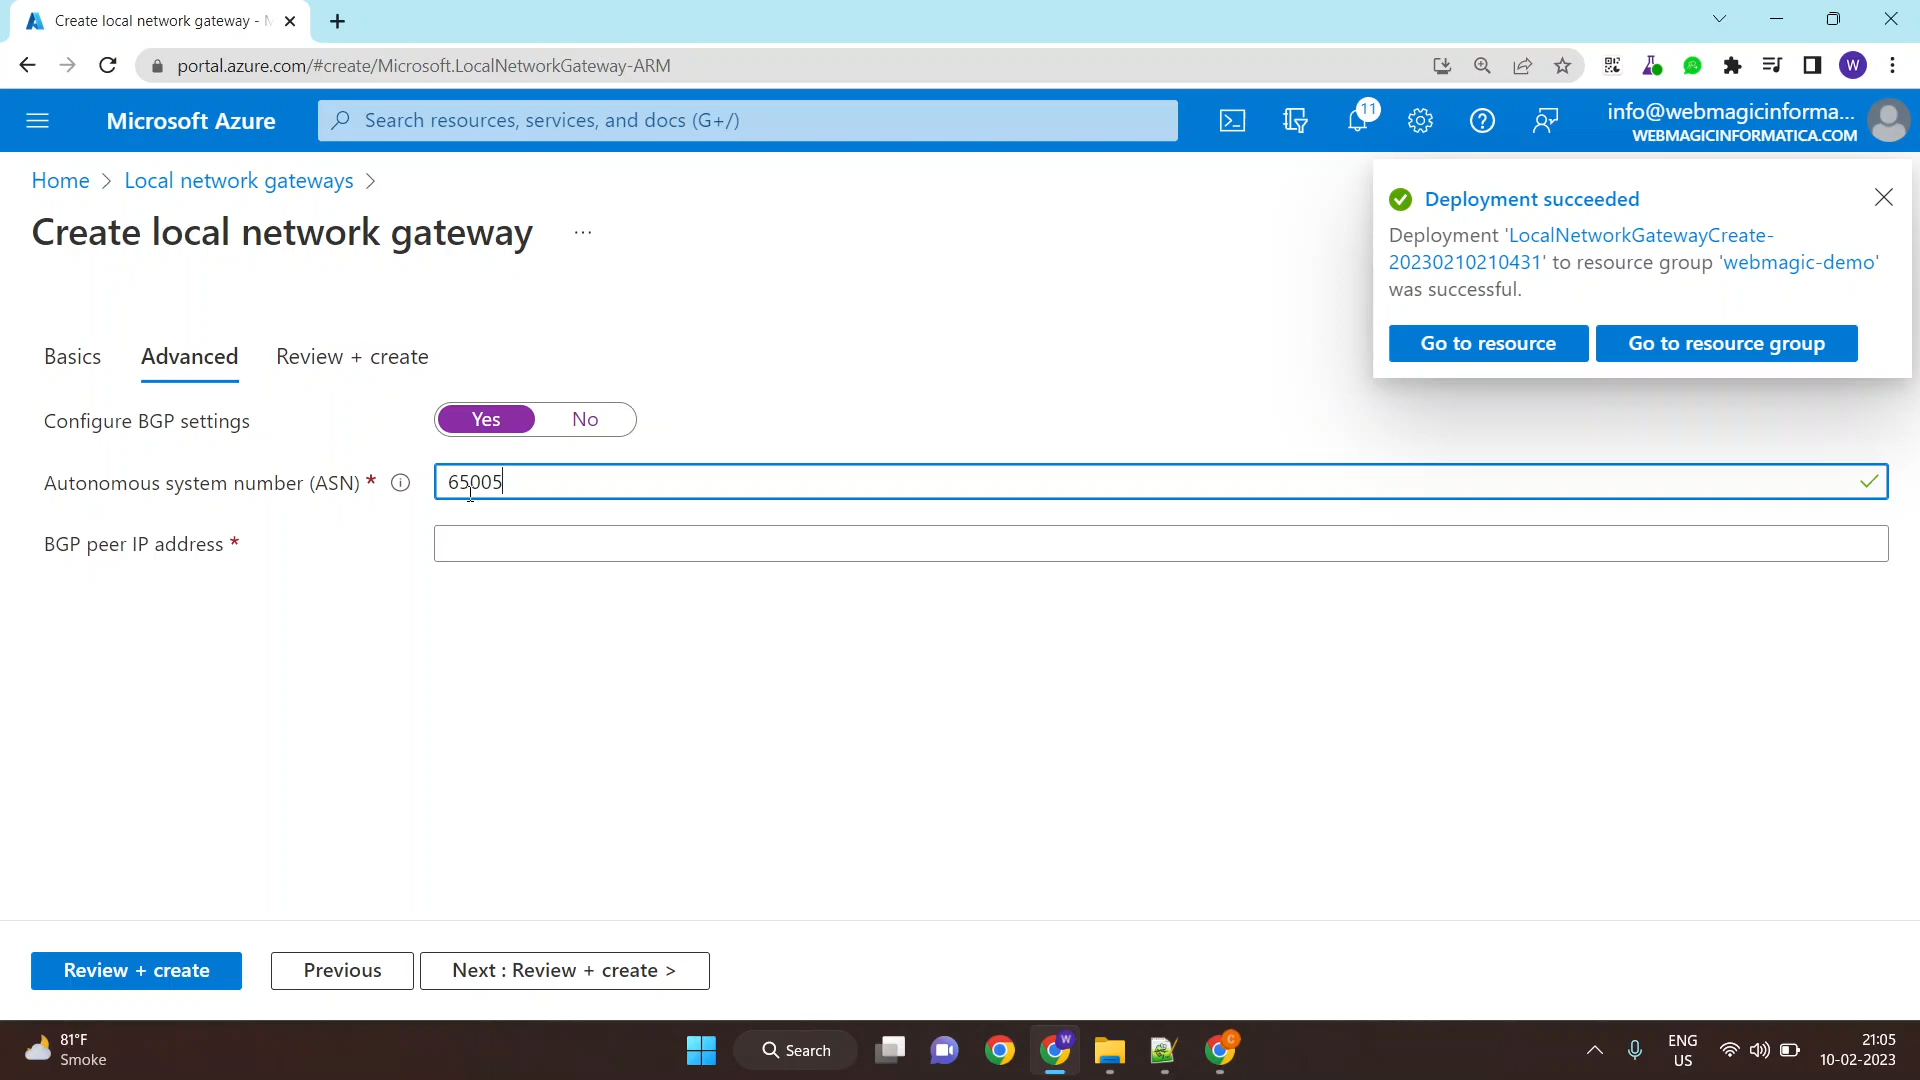 Create local network gateway - M
portal.azure.com/#create/Microsoft.LocalNetworkGateway-ARM
W
Microsoft Azure
Search resources, services, and docs (G+/)
11
info@webmagicinforma...
WEBMAGICINFORMATICA.COM
Home > Local network gateways >
Create local network gateway ...
Deployment succeeded
Deployment 'LocalNetworkGatewayCreate-
20230210210431' to resource group 'webmagic-demo'
was successful.
Go to resource
Go to resource group
Basics
Advanced
Review + create
Configure BGP settings
Yes
No
Autonomous system number (ASN) *
65005
BGP peer IP address *
Review + create
Previous
Next : Review + create >
81°F
Smoke
Search
W
C
ENG
US
21:05
10-02-2023